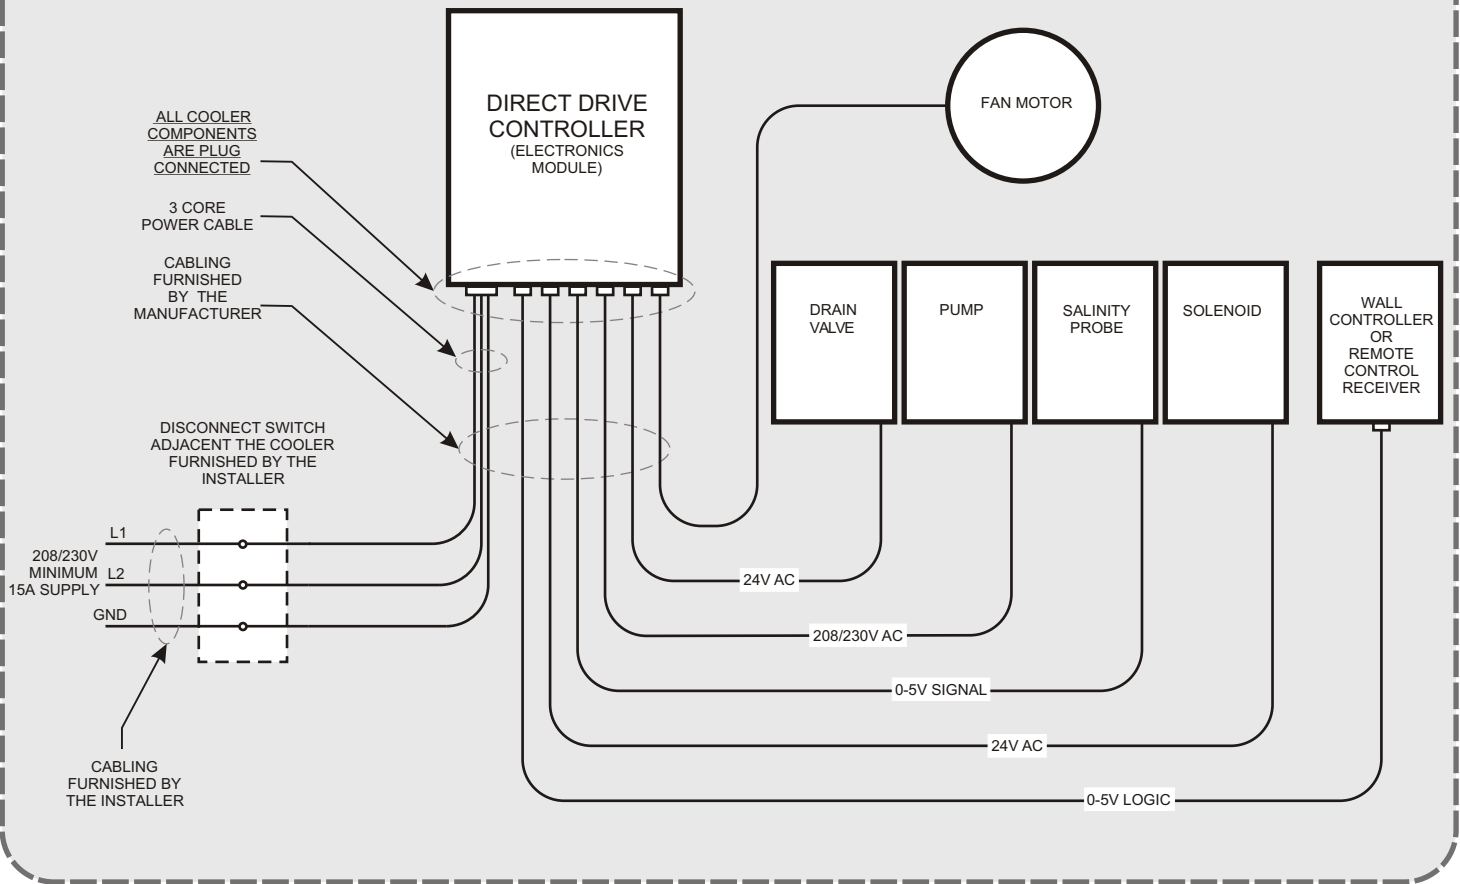 DIRECT DRIVE
CONTROLLER
(ELECTRONICS
MODULE)
FAN MOTOR
ALL COOLER
COMPONENTS
ARE PLUG
CONNECTED
3 CORE
POWER CABLE
CABLING
FURNISHED
BY THE
MANUFACTURER
DRAIN
VALVE
PUMP
SALINITY
PROBE
SOLENOID
WALL
CONTROLLER
OR
REMOTE
CONTROL
RECEIVER
DISCONNECT SWITCH
ADJACENT THE COOLER
FURNISHED BY THE
INSTALLER
L1
208/230V
MINIMUM
15A SUPPLY
L2
GND
24V AC
208/230V AC
0-5V SIGNAL
24V AC
0-5V LOGIC
CABLING
FURNISHED BY
THE INSTALLER